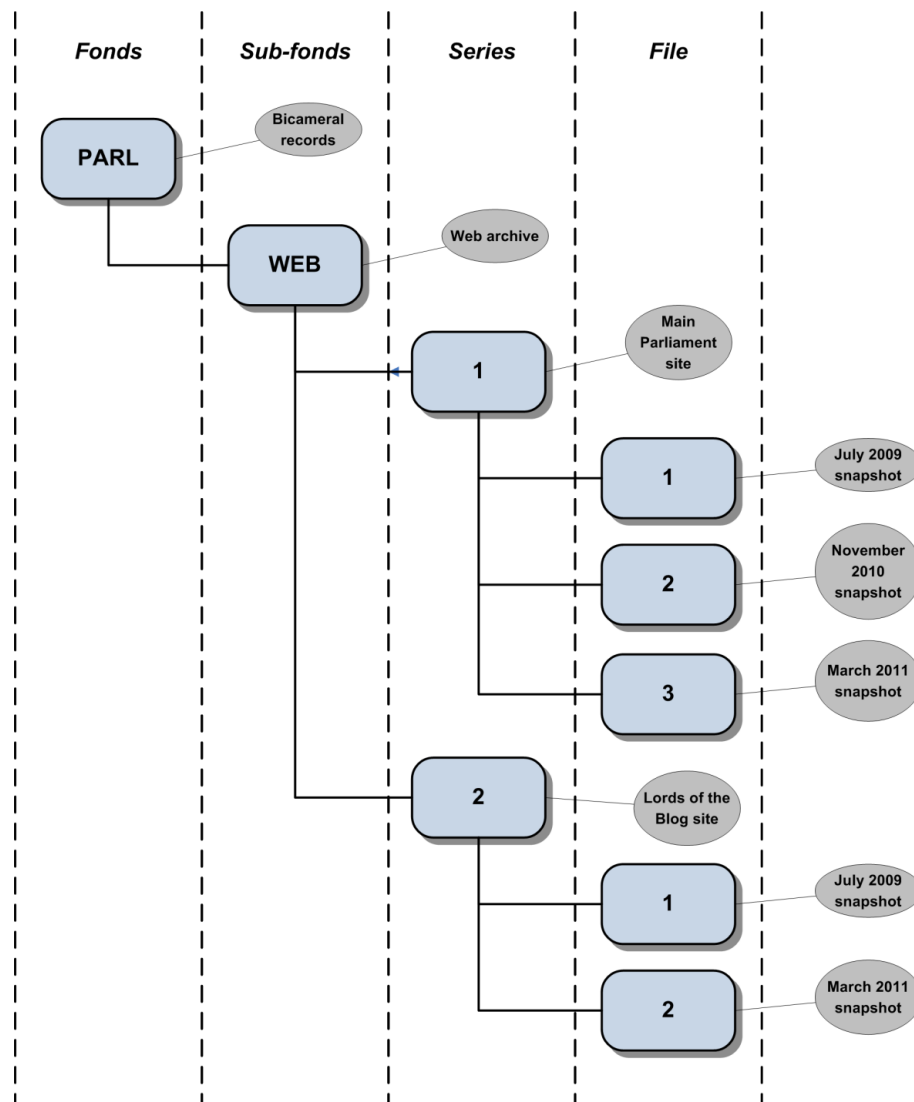 Fonds
Sub-fonds
Series
File
Bicameral
records
PARL
Web archive
WEB
Main
Parliament
site
1
July 2009
snapshot
1
November
2010
snapshot
2
March 2011
snapshot
3
2
Lords of the
Blog site
July 2009
snapshot
1
March 2011
snapshot
2